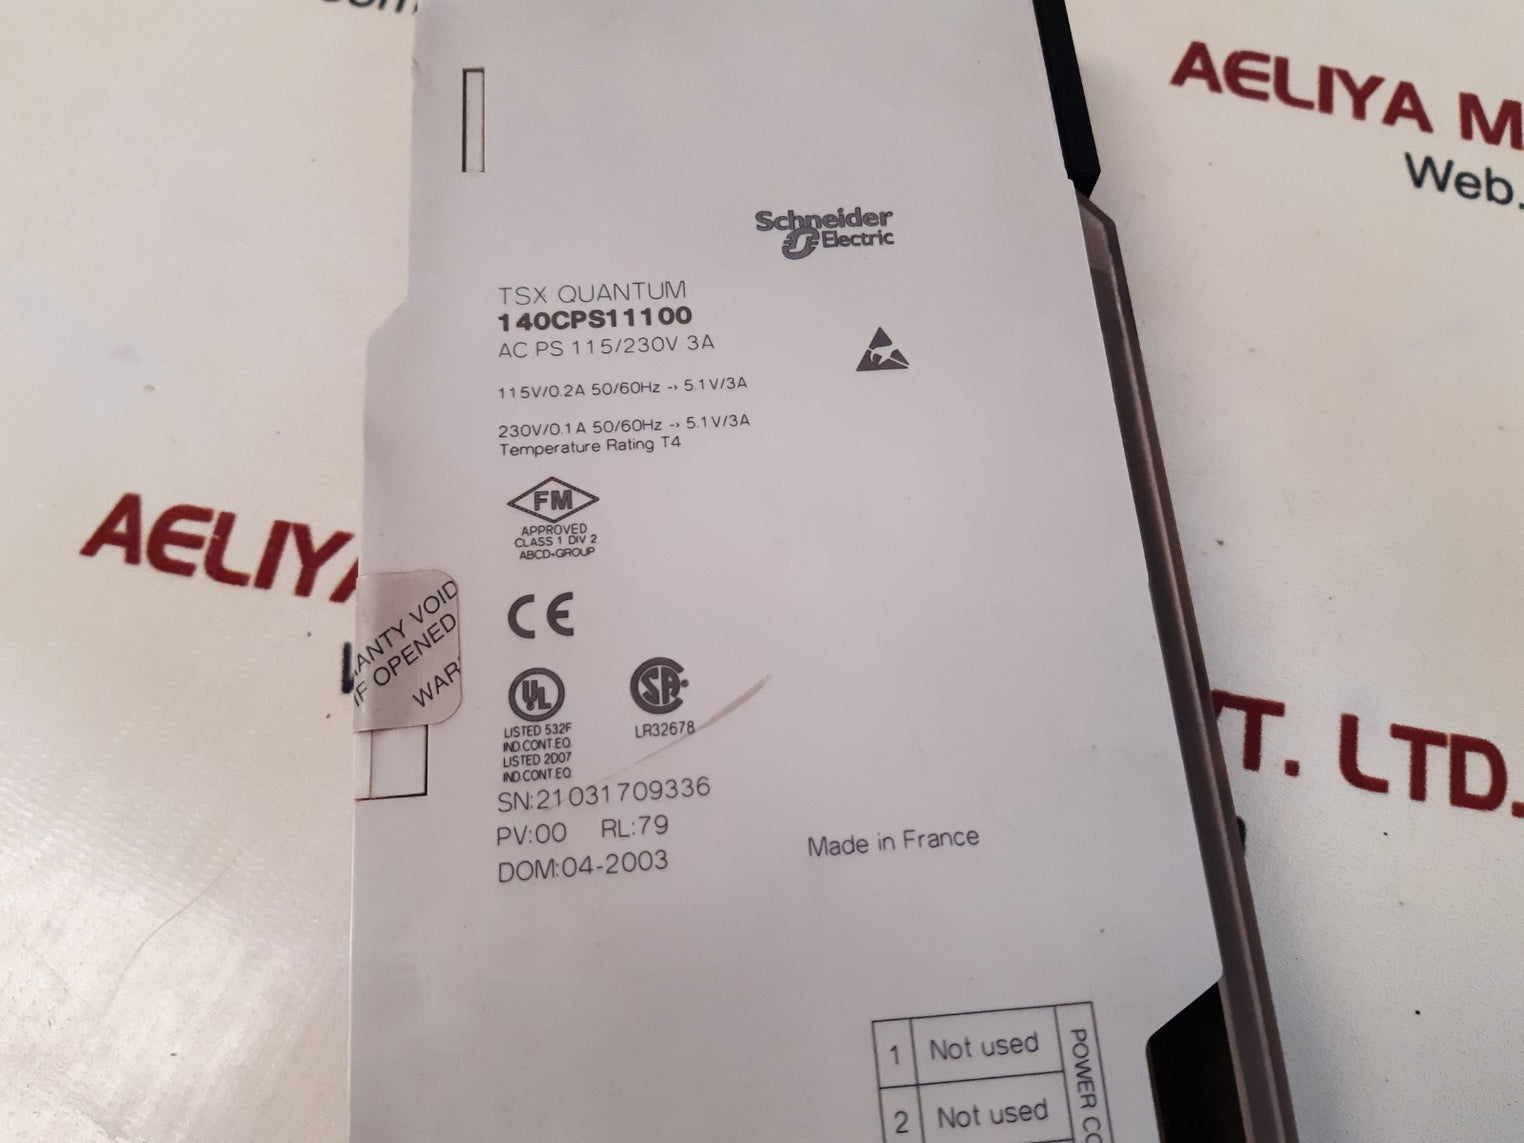 AELIYA M
Web.
Schneider
Electric
TSX QUANTUM
140CPS11100
AC PS 115/230V 3A
115V/0.2A 50/60Hz -> 5.1V/3A
230V/0.1A 50/60Hz -> 5.1V/3A
Temperature Rating T4
FM
APPROVED
CLASS 1 DIV 2
ABCD-GROUP
AELIYA
CE
ANTY VOID
IF OPENED
WAR
UL
LISTED 532F
IND.CONT.EQ.
LISTED 2D07
IND.CONT.EQ.
SA
LR32678
VT. LTD.
SN:21031709336
PV:00 RL:79
DOM:04-2003
Made in France
1 Not used
2 Not used
POWER CO